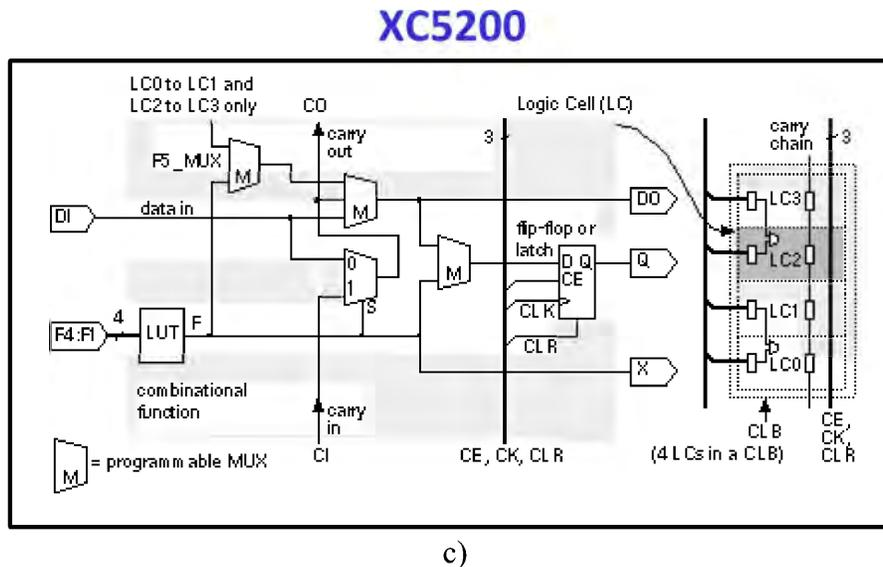 XC5200
LC0 to LC1 and
LC2 to LC3 only
CO
Logic Cell (LC)
carry
out
3
carry
chain
3
F5_MUX
M
LC3
DI
data in
M
DO
flip-flop or
latch
LC2
0
M
D Q
Q
1
CE
4
F
S
CLK
LC1
F4:F1
LUT
CLR
X
LC0
combinational
function
carry
in
CLB
CE,
CK,
CLR
M
= programmable MUX
CI
CE, CK, CLR
(4 LCs in a CLB)
c)